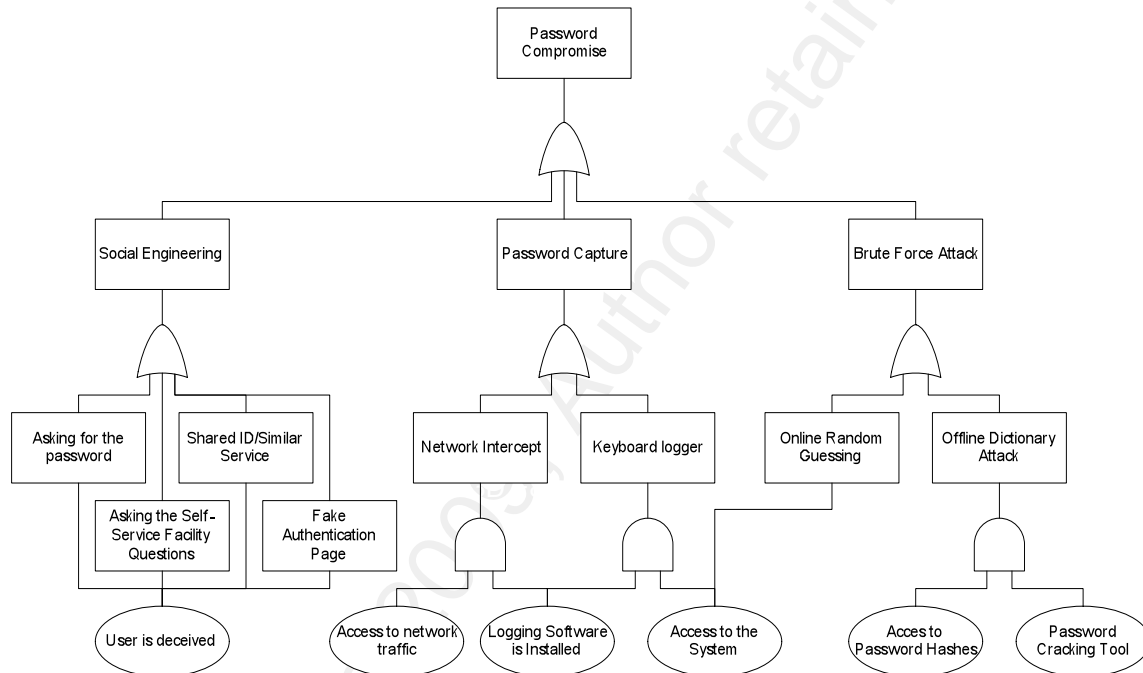 Password
Compromise
Social Engineering
Password Capture
Brute Force Attack
Asking for the
password
Shared ID/Similar
Service
Network Intercept
Keyboard logger
Online Random
Guessing
Offline Dictionary
Attack
Asking the Self-
Service Facility
Questions
Fake
Authentication
Page
User is deceived
Access to network
traffic
Logging Software
is Installed
Access to the
System
Acces to
Password Hashes
Password
Cracking Tool
Author retain